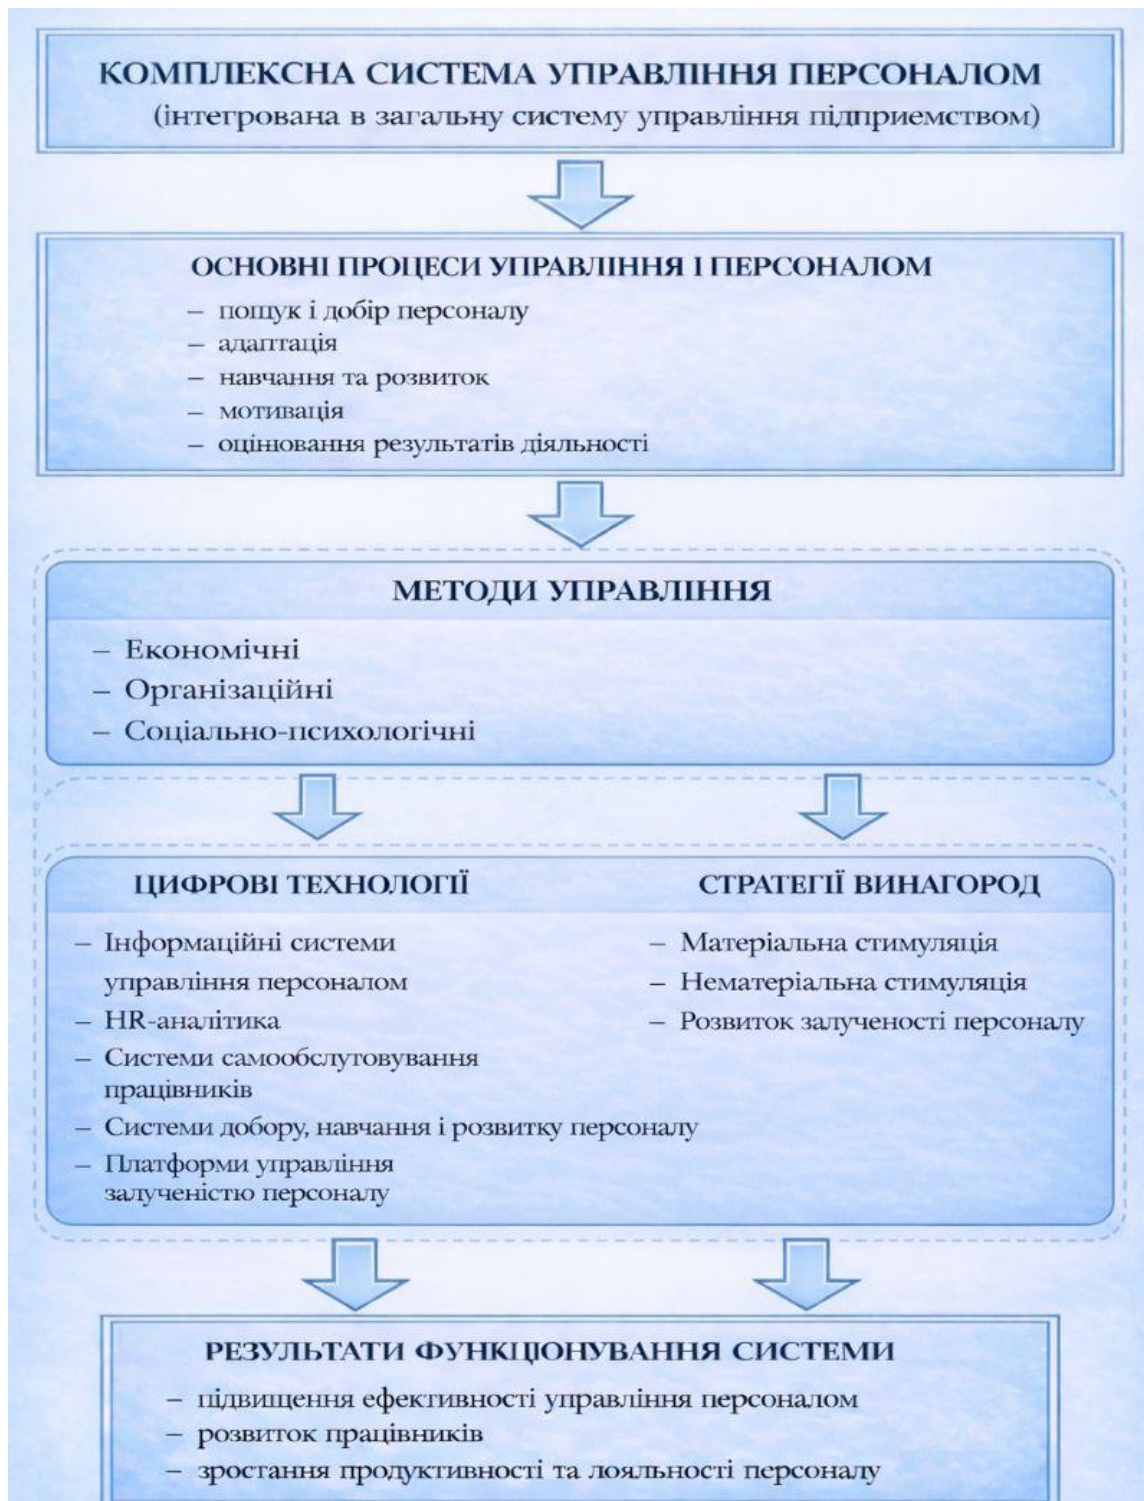 КОМПЛЕКСНА СИСТЕМА УПРАВЛІННЯ ПЕРСОНАЛОМ
(інтегрована в загальну систему управління підприемством)
ОСНОВНІ ПРОЦЕСИ УПРАВЛІННЯ І ПЕРСОНАЛОМ
– пошук і добір персоналу
– адаптація
– навчання та розвиток
– мотивація
– оцінювання результатів діяльності
МЕТОДИ УПРАВЛІННЯ
– Економічні
– Організаційні
– Соціально-психологічні
ЦИФРОВІ ТЕХНОЛОГІЇ
– Інформаційні системи
управління персоналом
– HR-аналітика
– Системи самообслутовування
працівників
– Системи добору, навчання і розвитку персоналу
– Платформи управління
залученістю персоналу
СТРАТЕГІЇ ВИНАГОРОД
– Матеріальна стимуляція
– Нематеріальна стимуляція
– Розвиток залученості персоналу
РЕЗУЛЬТАТИ ФУНКЦІОНУВАННЯ СИСТЕМИ
– підвищення ефективності управління персоналом
– розвиток працівників
– зростання продуктивності та лояльності персоналу